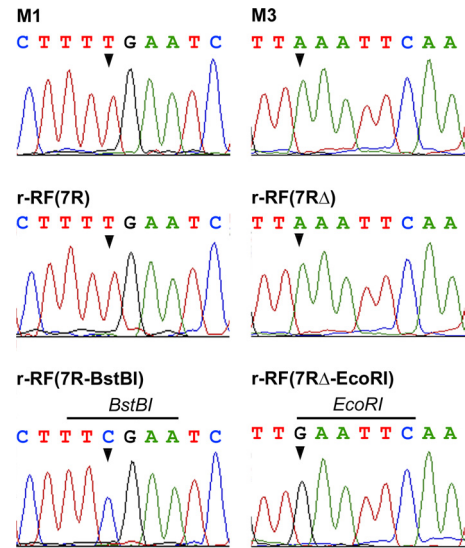 M1
C T T T T G A A T C
M3
T T A A A T T C A A
r-RF(7R)
C T T T T G A A T C
r-RF(7RΔ)
T T A A A T T C A A
r-RF(7R-BstBI)
BstBI
C T T T C G A A T C
r-RF(7RΔ-EcoRI)
EcoRI
T T G A A T T C A A